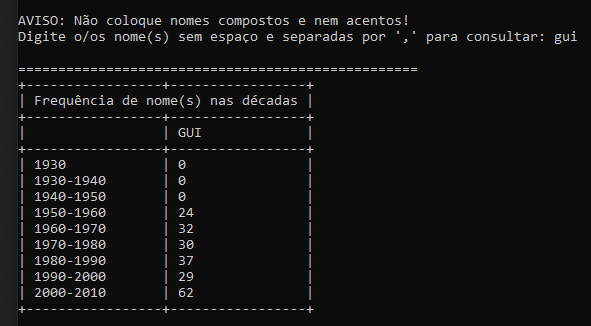 AVISO: Não coloque nomes compostos e nem acentos!
Digite o/os nome(s) sem espaço e separadas por ',' para consultar: gui
==================================================
+-----------------+-----------------+
| Frequência de nome(s) nas décadas |
+-----------------+-----------------+
|                 | GUI             |
+-----------------+-----------------+
| 1930            | 0               |
| 1930-1940       | 0               |
| 1940-1950       | 0               |
| 1950-1960       | 24              |
| 1960-1970       | 32              |
| 1970-1980       | 30              |
| 1980-1990       | 37              |
| 1990-2000       | 29              |
| 2000-2010       | 62              |
+-----------------+-----------------+